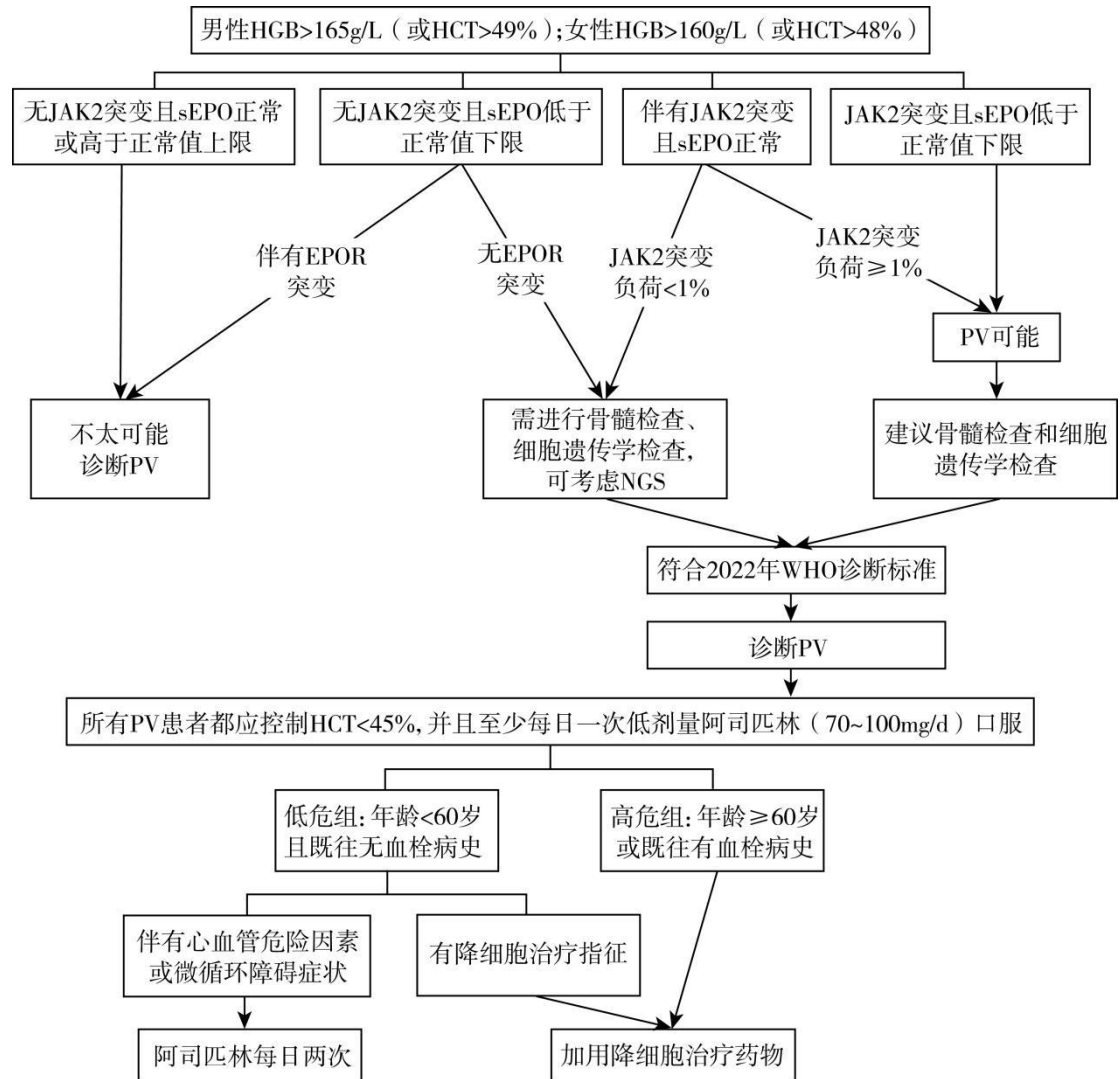 男性HGB>165g/L（或HCT>49%）;女性HGB>160g/L（或HCT>48%）
无JAK2突变且sEPO正常
或高于正常值上限
无JAK2突变且sEPO低于
正常值下限
伴有JAK2突变
且sEPO正常
JAK2突变且sEPO低于
正常值下限
伴有EPOR
突变
无EPOR
突变
JAK2突变
负荷<1%
JAK2突变
负荷≥1%
PV可能
不太可能
诊断PV
需进行骨髓检查、
细胞遗传学检查,
可考虑NGS
建议骨髓检查和细胞
遗传学检查
符合2022年WHO诊断标准
诊断PV
所有PV患者都应控制HCT<45%,并且至少每日一次低剂量阿司匹林（70~100mg/d）口服
低危组:年龄<60岁
且既往无血栓病史
高危组:年龄≥60岁
或既往有血栓病史
伴有心血管危险因素
或微循环障碍症状
有降细胞治疗指征
阿司匹林每日两次
加用降细胞治疗药物